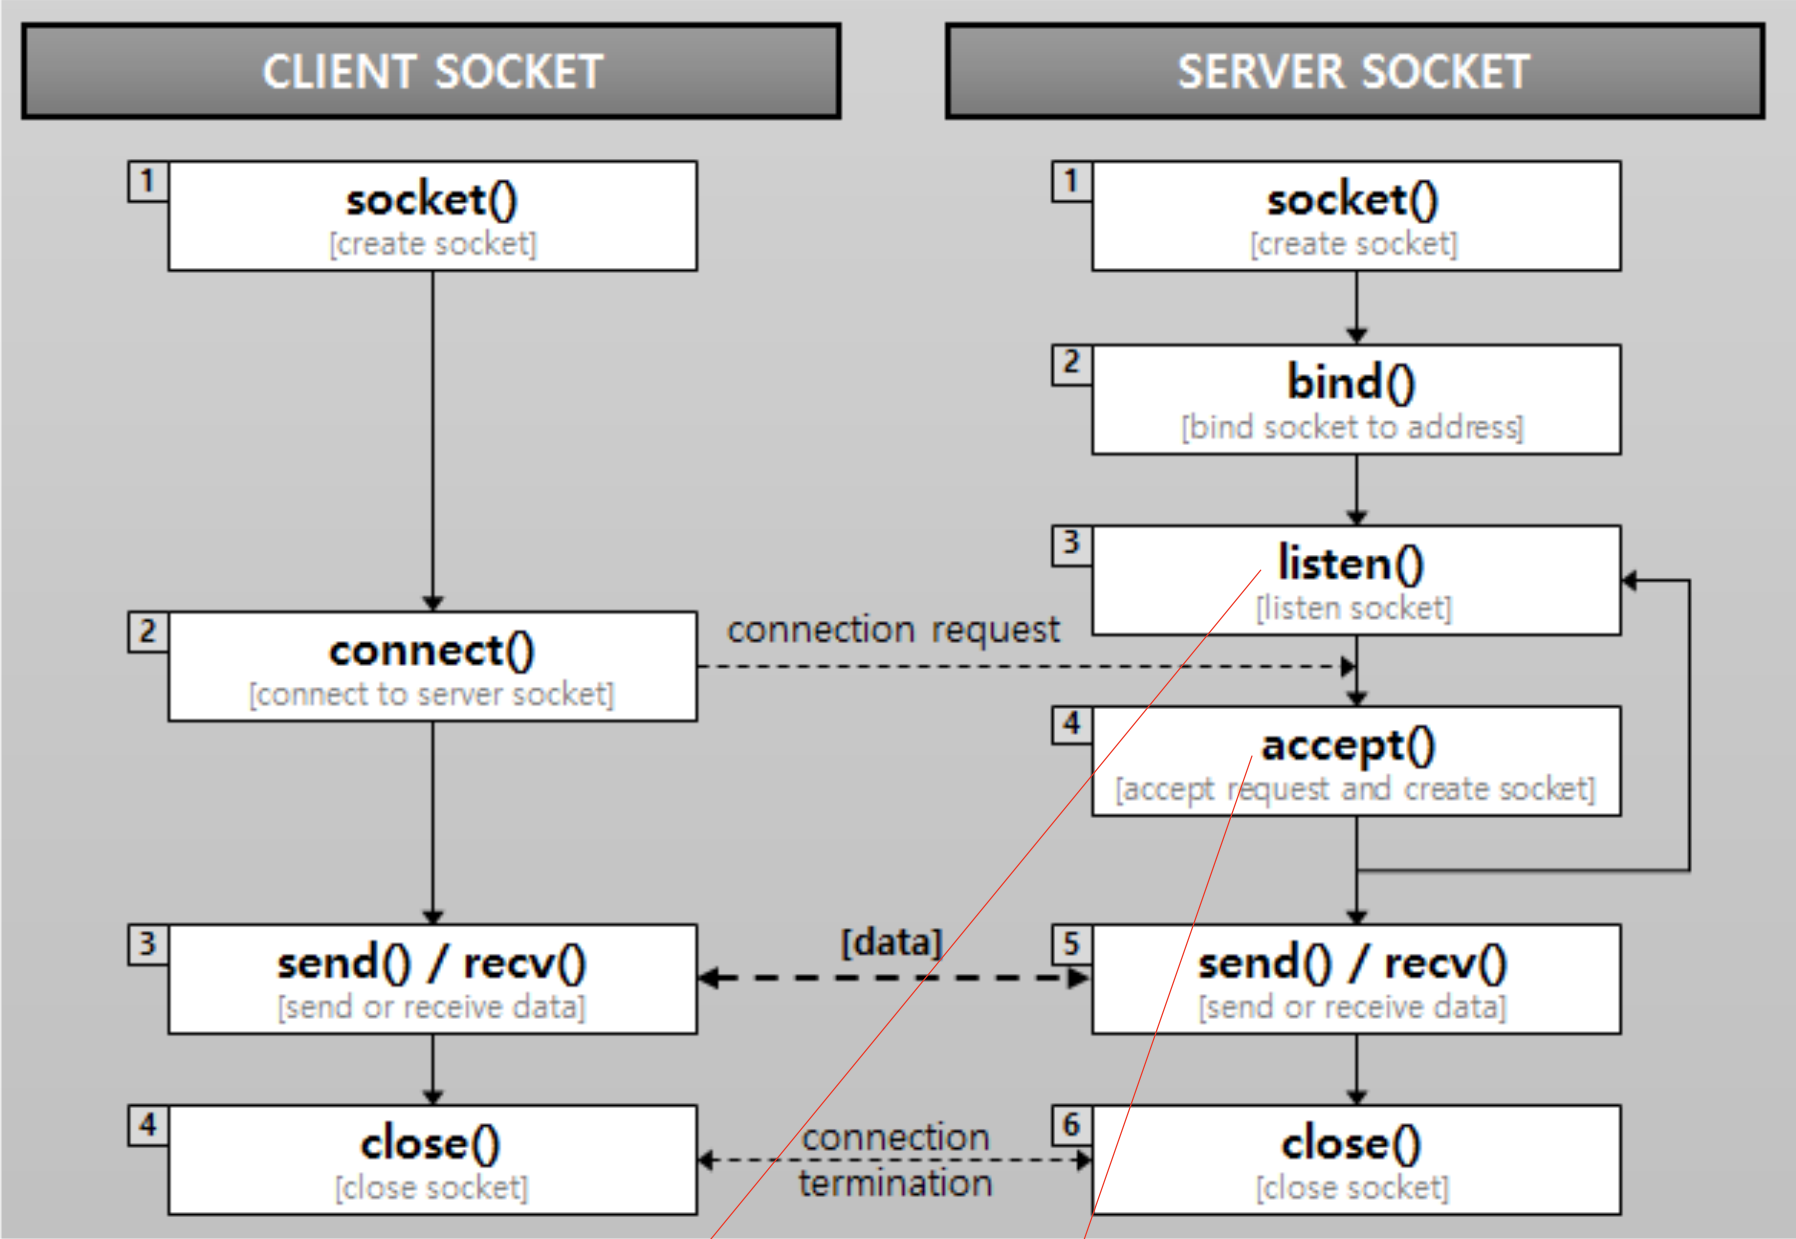 CLIENT SOCKET
SERVER SOCKET
1
socket()
[create socket]
2
connect()
[connect to server socket]
3
send() / recv()
[send or receive data]
4
close()
[close socket]
connection request
[data]
connection
termination
1
socket()
[create socket]
2
bind()
[bind socket to address]
3
listen()
[listen socket]
4
accept()
[accept request and create socket]
5
send() / recv()
[send or receive data]
6
close()
[close socket]